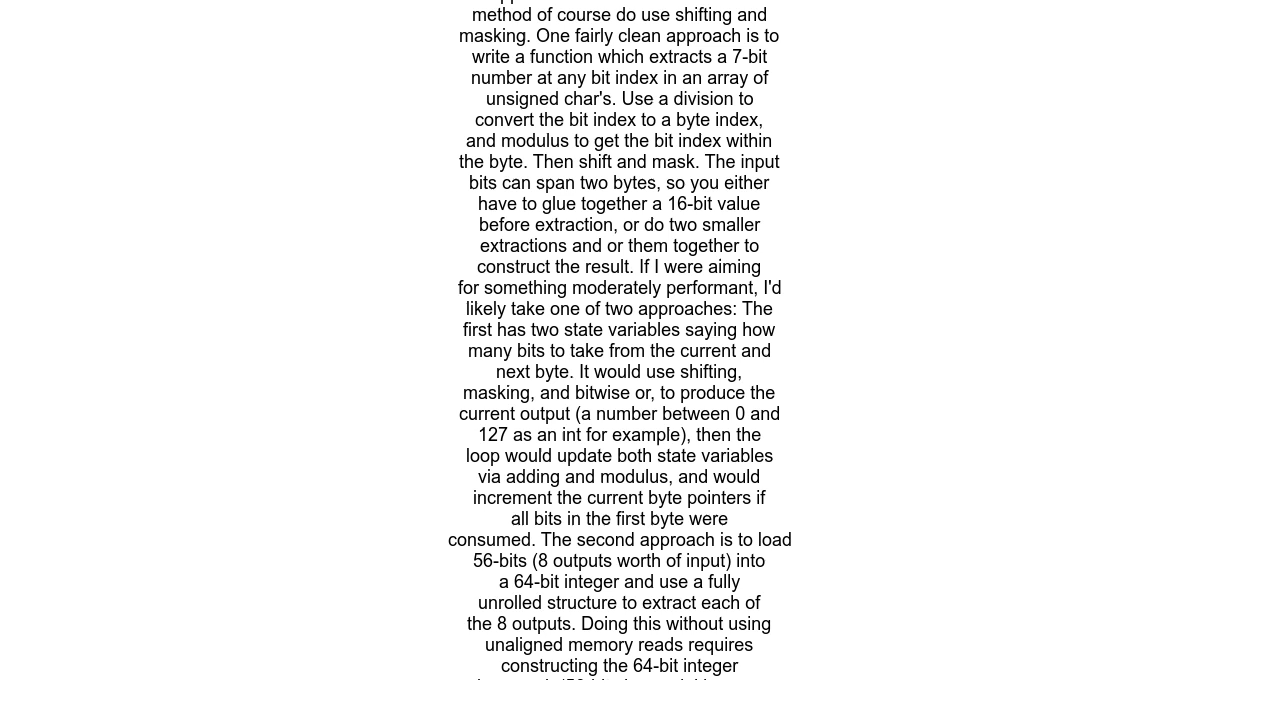 method of course do use shifting and
masking. One fairly clean approach is to
write a function which extracts a 7-bit
number at any bit index in an array of
unsigned char's. Use a division to
convert the bit index to a byte index,
and modulus to get the bit index within
the byte. Then shift and mask. The input
bits can span two bytes, so you either
have to glue together a 16-bit value
before extraction, or do two smaller
extractions and or them together to
construct the result. If I were aiming
for something moderately performant, I'd
likely take one of two approaches: The
first has two state variables saying how
many bits to take from the current and
next byte. It would use shifting,
masking, and bitwise or, to produce the
current output (a number between 0 and
127 as an int for example), then the
loop would update both state variables
via adding and modulus, and would
increment the current byte pointers if
all bits in the first byte were
consumed. The second approach is to load
56-bits (8 outputs worth of input) into
a 64-bit integer and use a fully
unrolled structure to extract each of
the 8 outputs. Doing this without using
unaligned memory reads requires
constructing the 64-bit integer